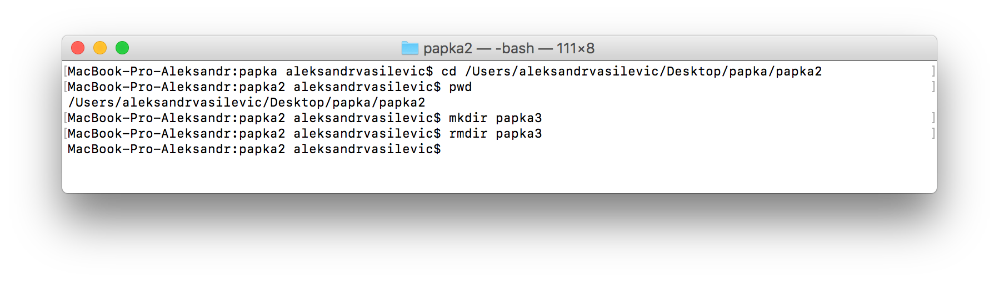 papka2 — -bash — 111×8
MacBook-Pro-Aleksandr:papka aleksandrvasilevic$ cd /Users/aleksandrvasilevic/Desktop/papka/papka2
MacBook-Pro-Aleksandr:papka2 aleksandrvasilevic$ pwd
/Users/aleksandrvasilevic/Desktop/papka/papka2
MacBook-Pro-Aleksandr:papka2 aleksandrvasilevic$ mkdir papka3
MacBook-Pro-Aleksandr:papka2 aleksandrvasilevic$ rmdir papka3
MacBook-Pro-Aleksandr:papka2 aleksandrvasilevic$